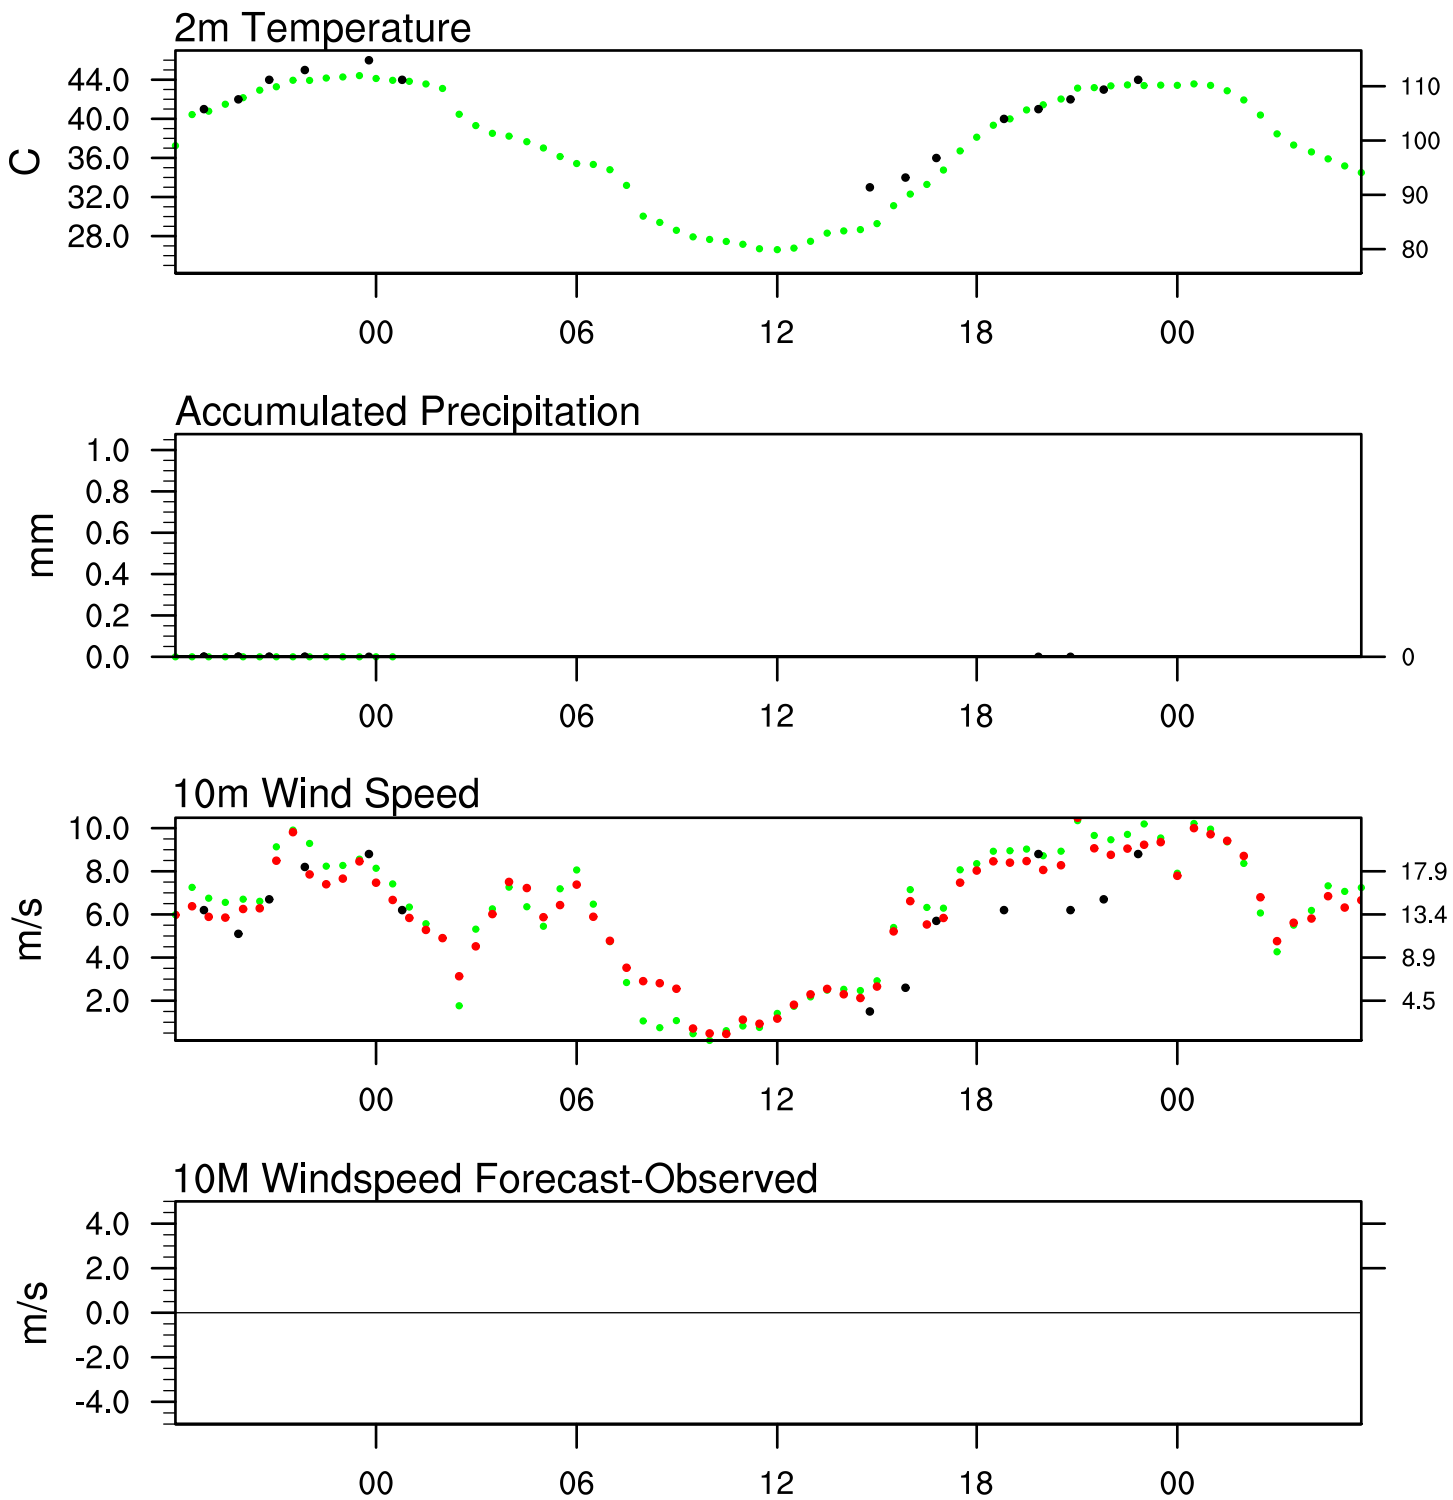 2m Temperature
44.0
40.0
36.0
32.0
28.0
C
110
100
90
80
00 06 12 18 00
Accumulated Precipitation
1.0
0.8
0.6
0.4
0.2
0.0
mm
0
00 06 12 18 00
10m Wind Speed
10.0
8.0
6.0
4.0
2.0
m/s
17.9
13.4
8.9
4.5
00 06 12 18 00
10M Windspeed Forecast-Observed
4.0
2.0
0.0
-2.0
-4.0
m/s
00 06 12 18 00